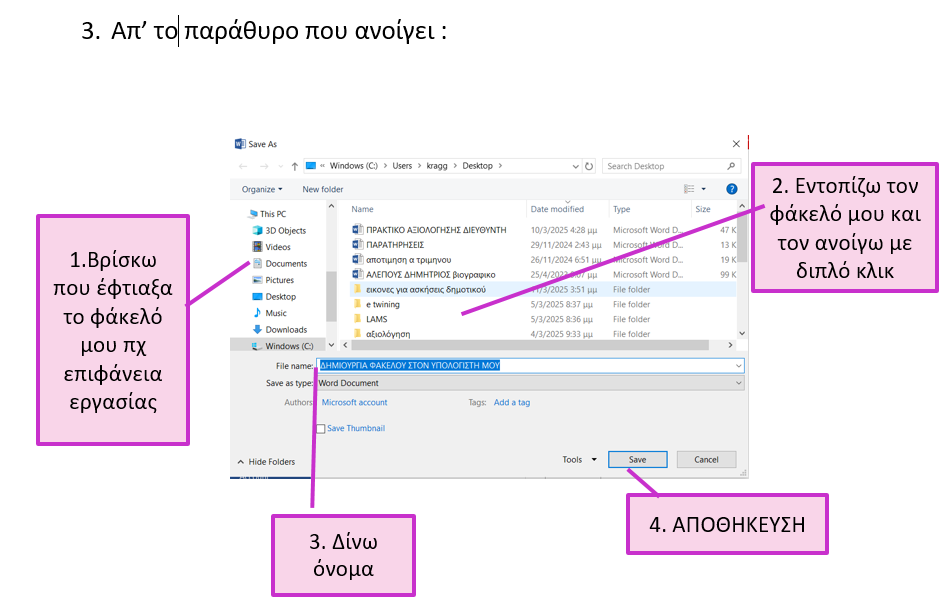 3. Απ’ το παράθυρο που ανοίγει :
Save As
« Windows (C:) > Users > kragg > Desktop >
Search Desktop
Organize
New folder
This PC
3D Objects
Videos
Documents
Pictures
Desktop
Music
Downloads
Windows (C:)
Name Date modified Type Size
ΠΡΑΚΤΙΚΟ ΑΞΙΟΛΟΓΗΣΗΣ ΔΙΕΥΘΥΝΤΗ 10/3/2025 4:28 μμ Microsoft Word D... 47 K
ΠΑΡΑΤΗΡΗΣΕΙΣ 29/11/2024 2:43 μμ Microsoft Word D... 13 K
αποτιμηση α τριμηνου 26/11/2024 6:51 μμ Microsoft Word D... 19 K
ΑΛΕΠΟΥΣ ΔΗΜΗΤΡΙΟΣ βιογραφικο μμ Microsoft Word D... 99 K
εικονες για ασκήσεις δημοτικού 3:51 μμ File folder
e twining 5/3/2025 8:37 μμ File folder
LAMS 5/3/2025 8:36 μμ File folder
αξιολόγηση 4/3/2025 9:33 μμ File folder
File name: ΔΗΜΙΟΥΡΓΙΑ ΦΑΚΕΛΟΥ ΣΤΟΝ ΥΠΟΛΟΓΙΣΤΗ ΜΟΥ
Save as type: Word Document
Authors: Microsoft account
Tags: Add a tag
Save Thumbnail
Hide Folders
Tools
Save
Cancel
1.Βρίσκω
που έφτιαξα
το φάκελό
μου πχ
επιφάνεια
εργασίας
2. Εντοπίζω τον
φάκελό μου και
τον ανοίγω με
διπλό κλικ
3. Δίνω
όνομα
4. ΑΠΟΘΗΚΕΥΣΗ